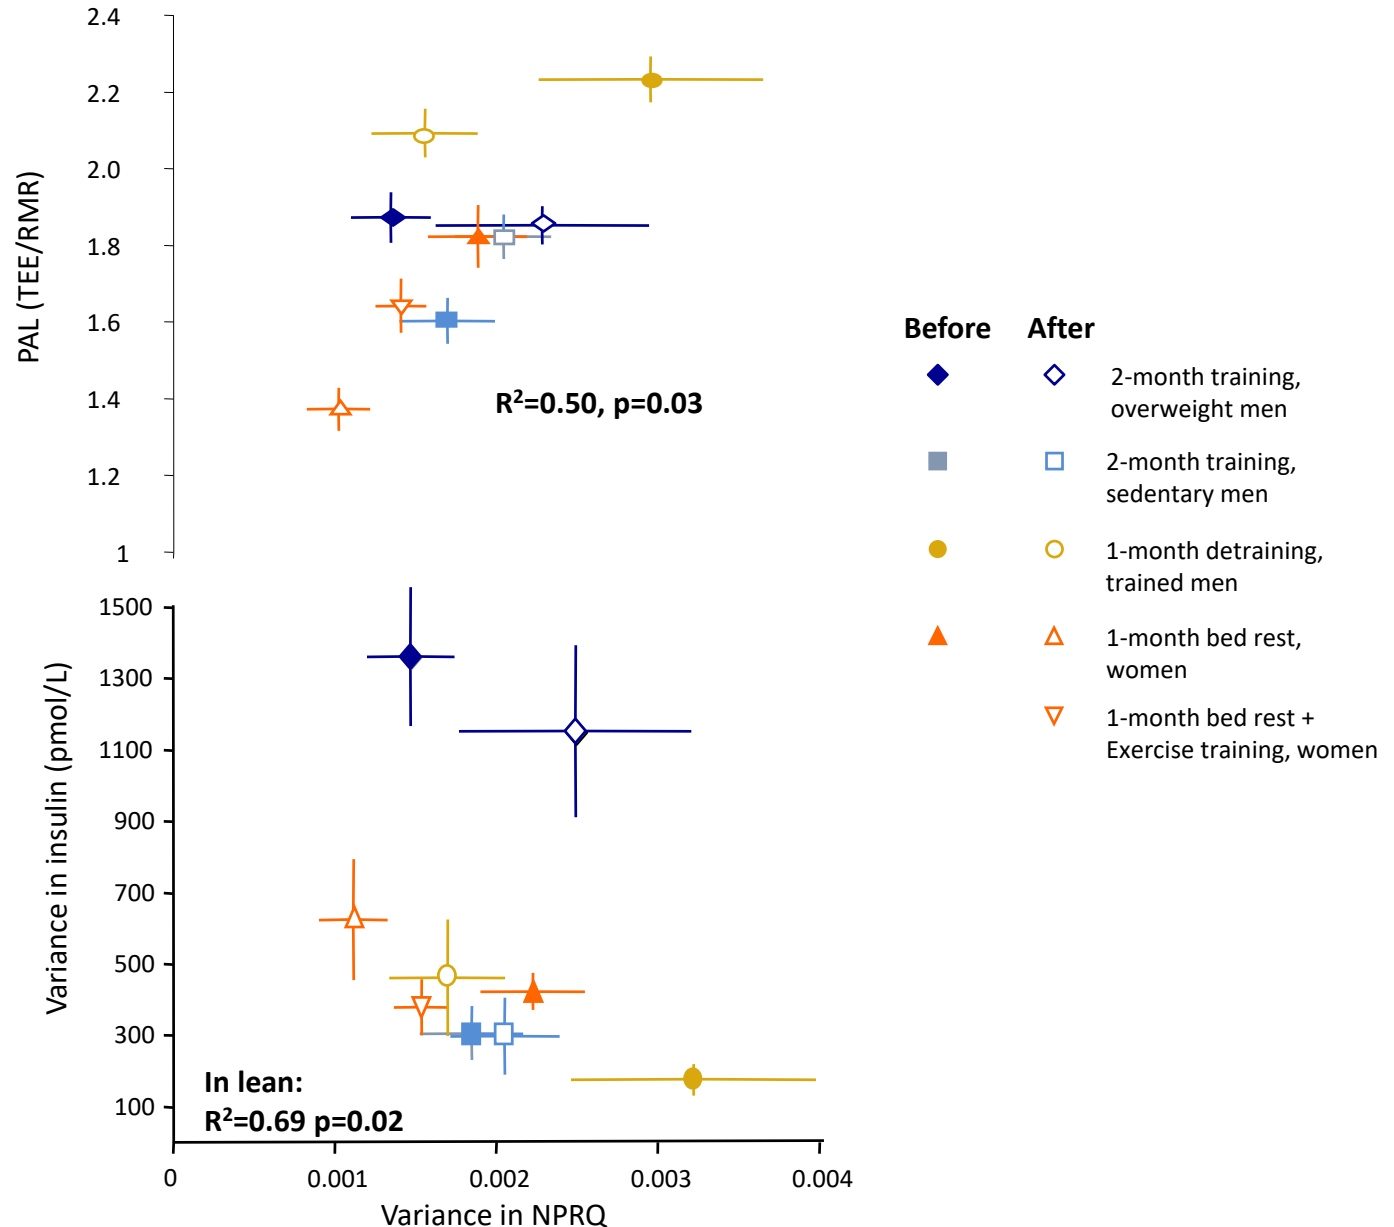 2.4
2.2
2.0
1.8
1.6
1.4
1.2
1
PAL (TEE/RMR)
R²=0.50, p=0.03
Before After
2-month training,
overweight men
2-month training,
sedentary men
1-month detraining,
trained men
1-month bed rest,
women
1-month bed rest +
Exercise training, women
1500
1300
1100
900
700
500
300
100
Variance in insulin (pmol/L)
In lean:
R²=0.69 p=0.02
0 0.001 0.002 0.003 0.004
Variance in NPRQ